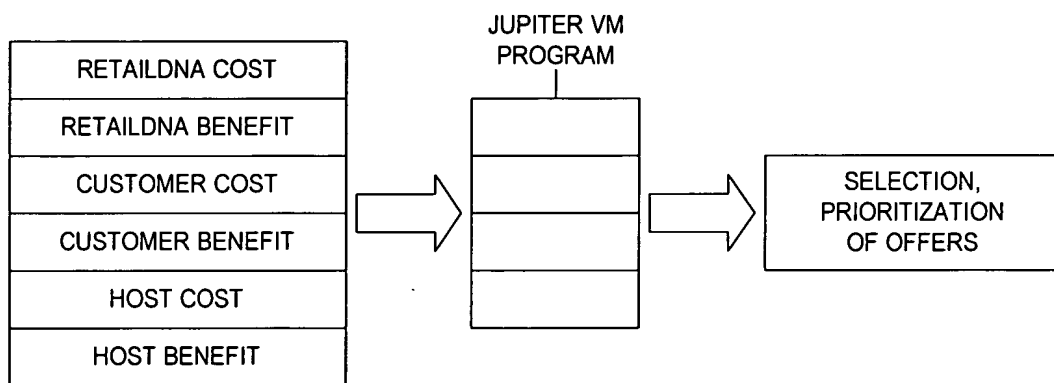 JUPITER VM
PROGRAM
RETAILDNA COST
RETAILDNA BENEFIT
CUSTOMER COST
CUSTOMER BENEFIT
HOST COST
HOST BENEFIT
SELECTION,
PRIORITIZATION
OF OFFERS